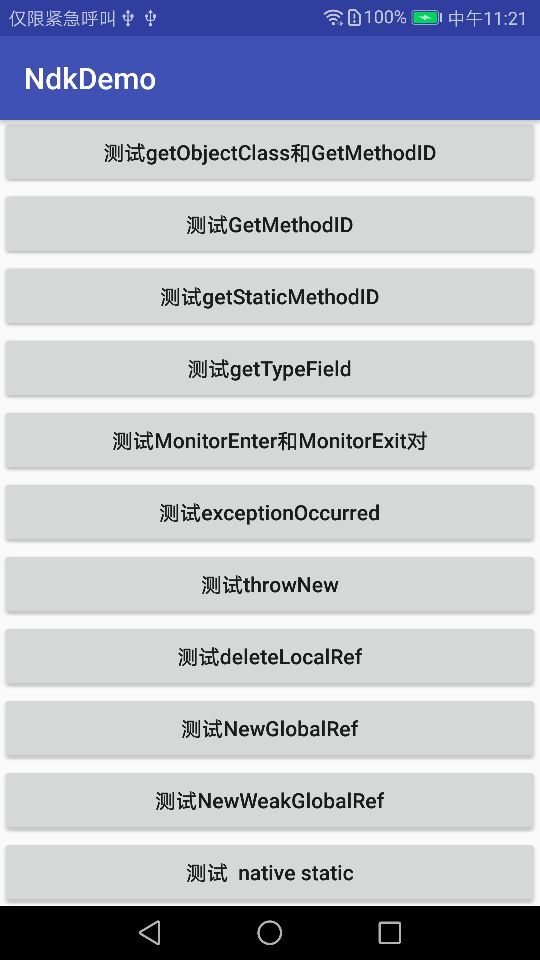 仅限紧急呼叫 100% 中午11:21
NdkDemo
测试getObjectClass和GetMethodID
测试GetMethodID
测试getStaticMethodID
测试getTypeField
测试MonitorEnter和MonitorExit对
测试exceptionOccurred
测试throwNew
测试deleteLocalRef
测试NewGlobalRef
测试NewWeakGlobalRef
测试  native static